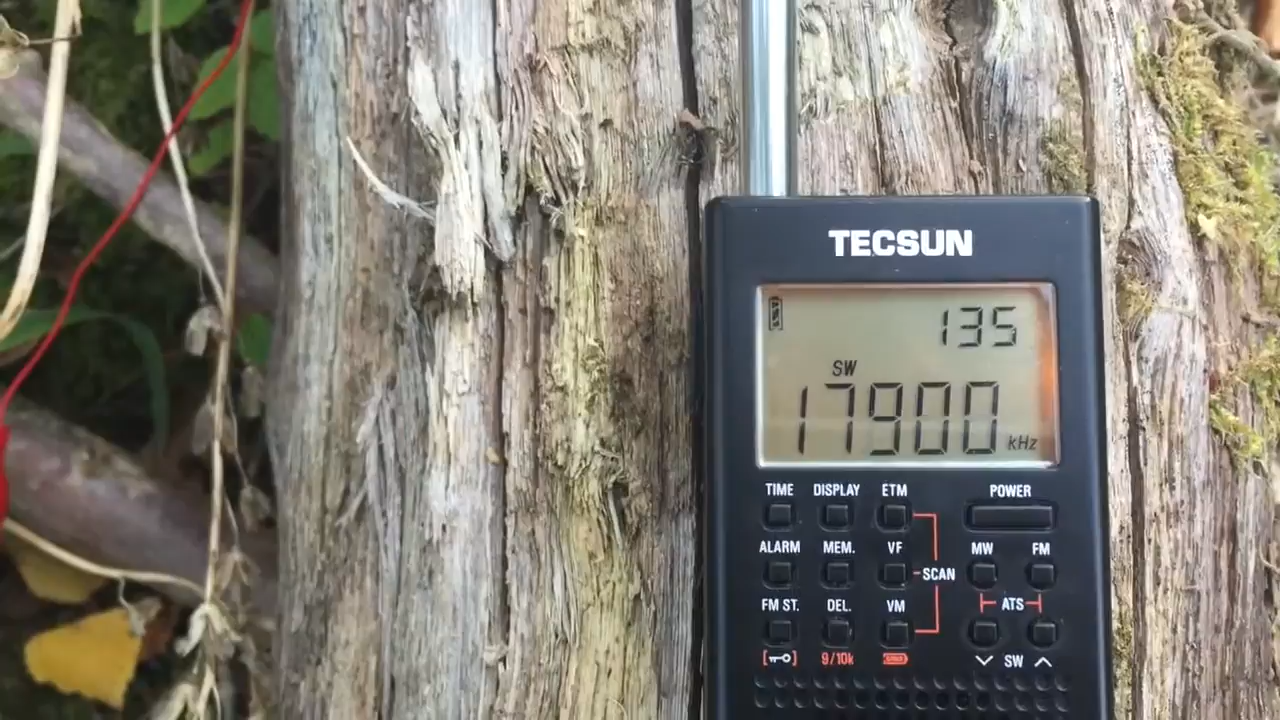 TECSUN
135
SW
17900 kHz
TIME DISPLAY ETM POWER
ALARM MEM. VF MW FM
SCAN
FM ST. DEL. VM ATS
9/10k SW